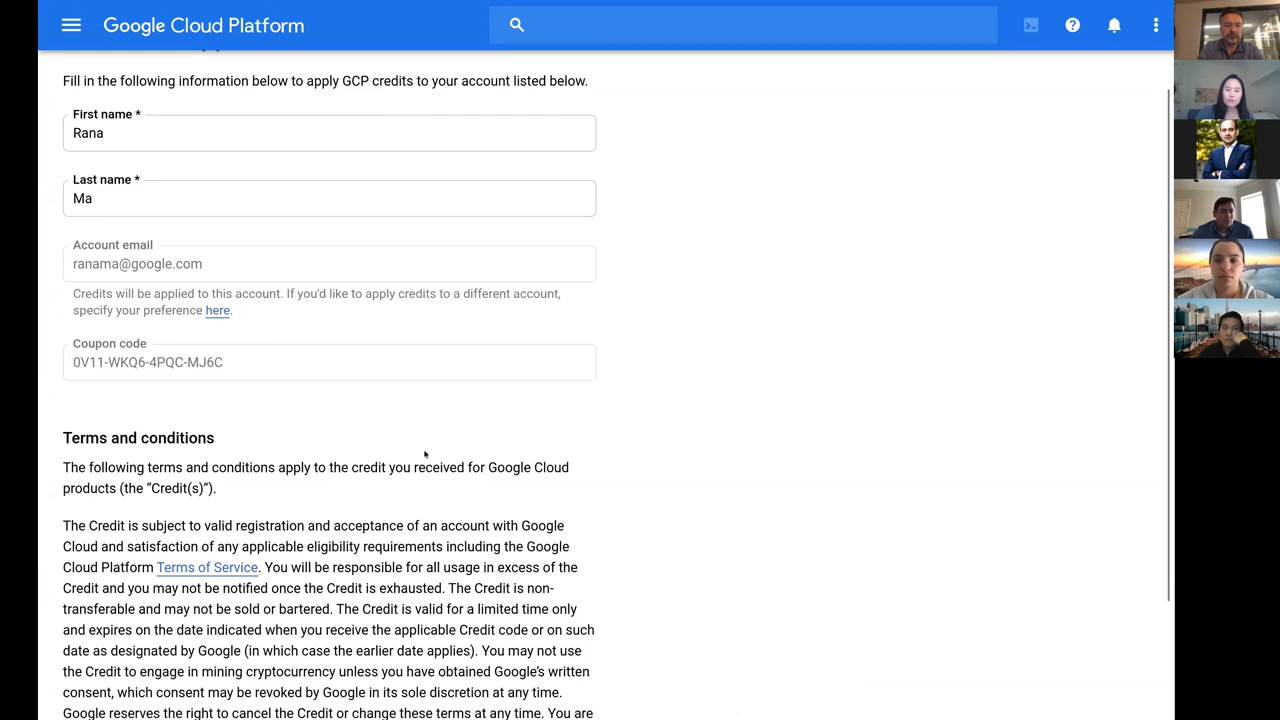 Google Cloud Platform
Fill in the following information below to apply GCP credits to your account listed below.
First name *
Rana
Last name *
Ma
Account email
ranama@google.com
Credits will be applied to this account. If you'd like to apply credits to a different account,
specify your preference here.
Coupon code
0V11-WKQ6-4PQC-MJ6C
Terms and conditions
The following terms and conditions apply to the credit you received for Google Cloud
products (the “Credit(s)”).
The Credit is subject to valid registration and acceptance of an account with Google
Cloud and satisfaction of any applicable eligibility requirements including the Google
Cloud Platform Terms of Service. You will be responsible for all usage in excess of the
Credit and you may not be notified once the Credit is exhausted. The Credit is non-
transferable and may not be sold or bartered. The Credit is valid for a limited time only
and expires on the date indicated when you receive the applicable Credit code or on such
date as designated by Google (in which case the earlier date applies). You may not use
the Credit to engage in mining cryptocurrency unless you have obtained Google’s written
consent, which consent may be revoked by Google in its sole discretion at any time.
Google reserves the right to cancel the Credit or change these terms at any time. You are